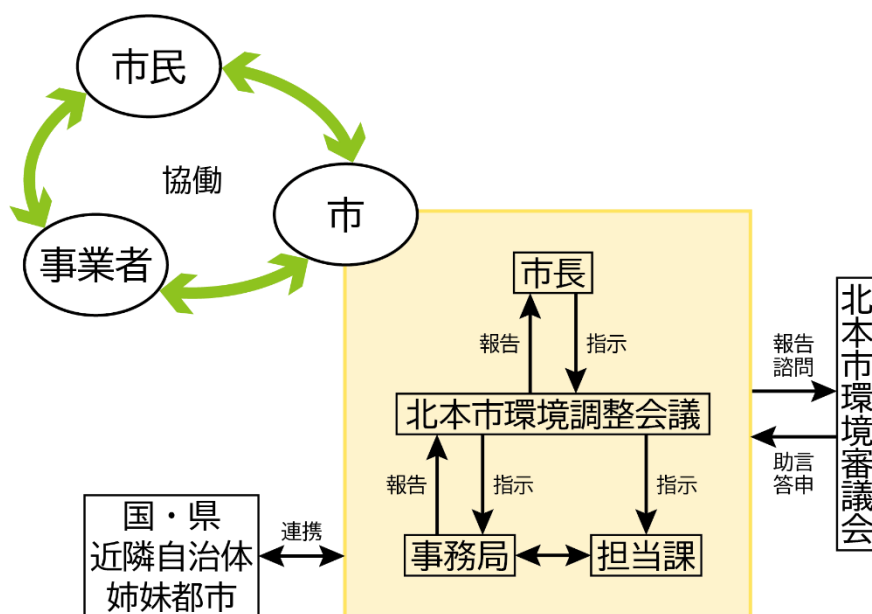 市民
協働
市
事業者
市長
報告
指示
北本市環境調整会議
報告
指示
指示
事務局
担当課
国・県
近隣自治体
姉妹都市
連携
報告
諮問
助言
答申
北本市環境審議会